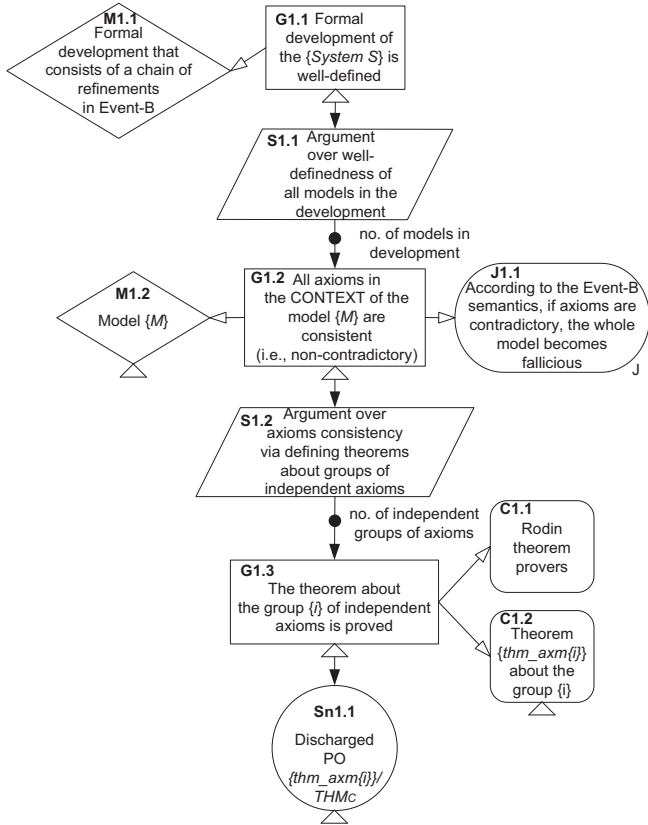 M1.1
Formal
development that
consists of a chain of
refinements
in Event-B
G1.1 Formal
development of
the {System S} is
well-defined
S1.1 Argument
over well-
definedness of
all models in the
development
no. of models in
development
M1.2
Model {M}
G1.2 All axioms in
the CONTEXT of the
model {M} are
consistent
(i.e., non-contradictory)
J1.1
According to the Event-B
semantics, if axioms are
contradictory, the whole
model becomes
fallicious
J
S1.2 Argument over
axioms consistency
via defining theorems
about groups of
independent axioms
no. of independent
groups of axioms
G1.3
The theorem about
the group {i} of independent
axioms is proved
C1.1
Rodin
theorem
provers
C1.2
Theorem
{thm_axm{i}}
about the
group {i}
Sn1.1
Discharged
PO
{thm_axm{i}}/
THMc